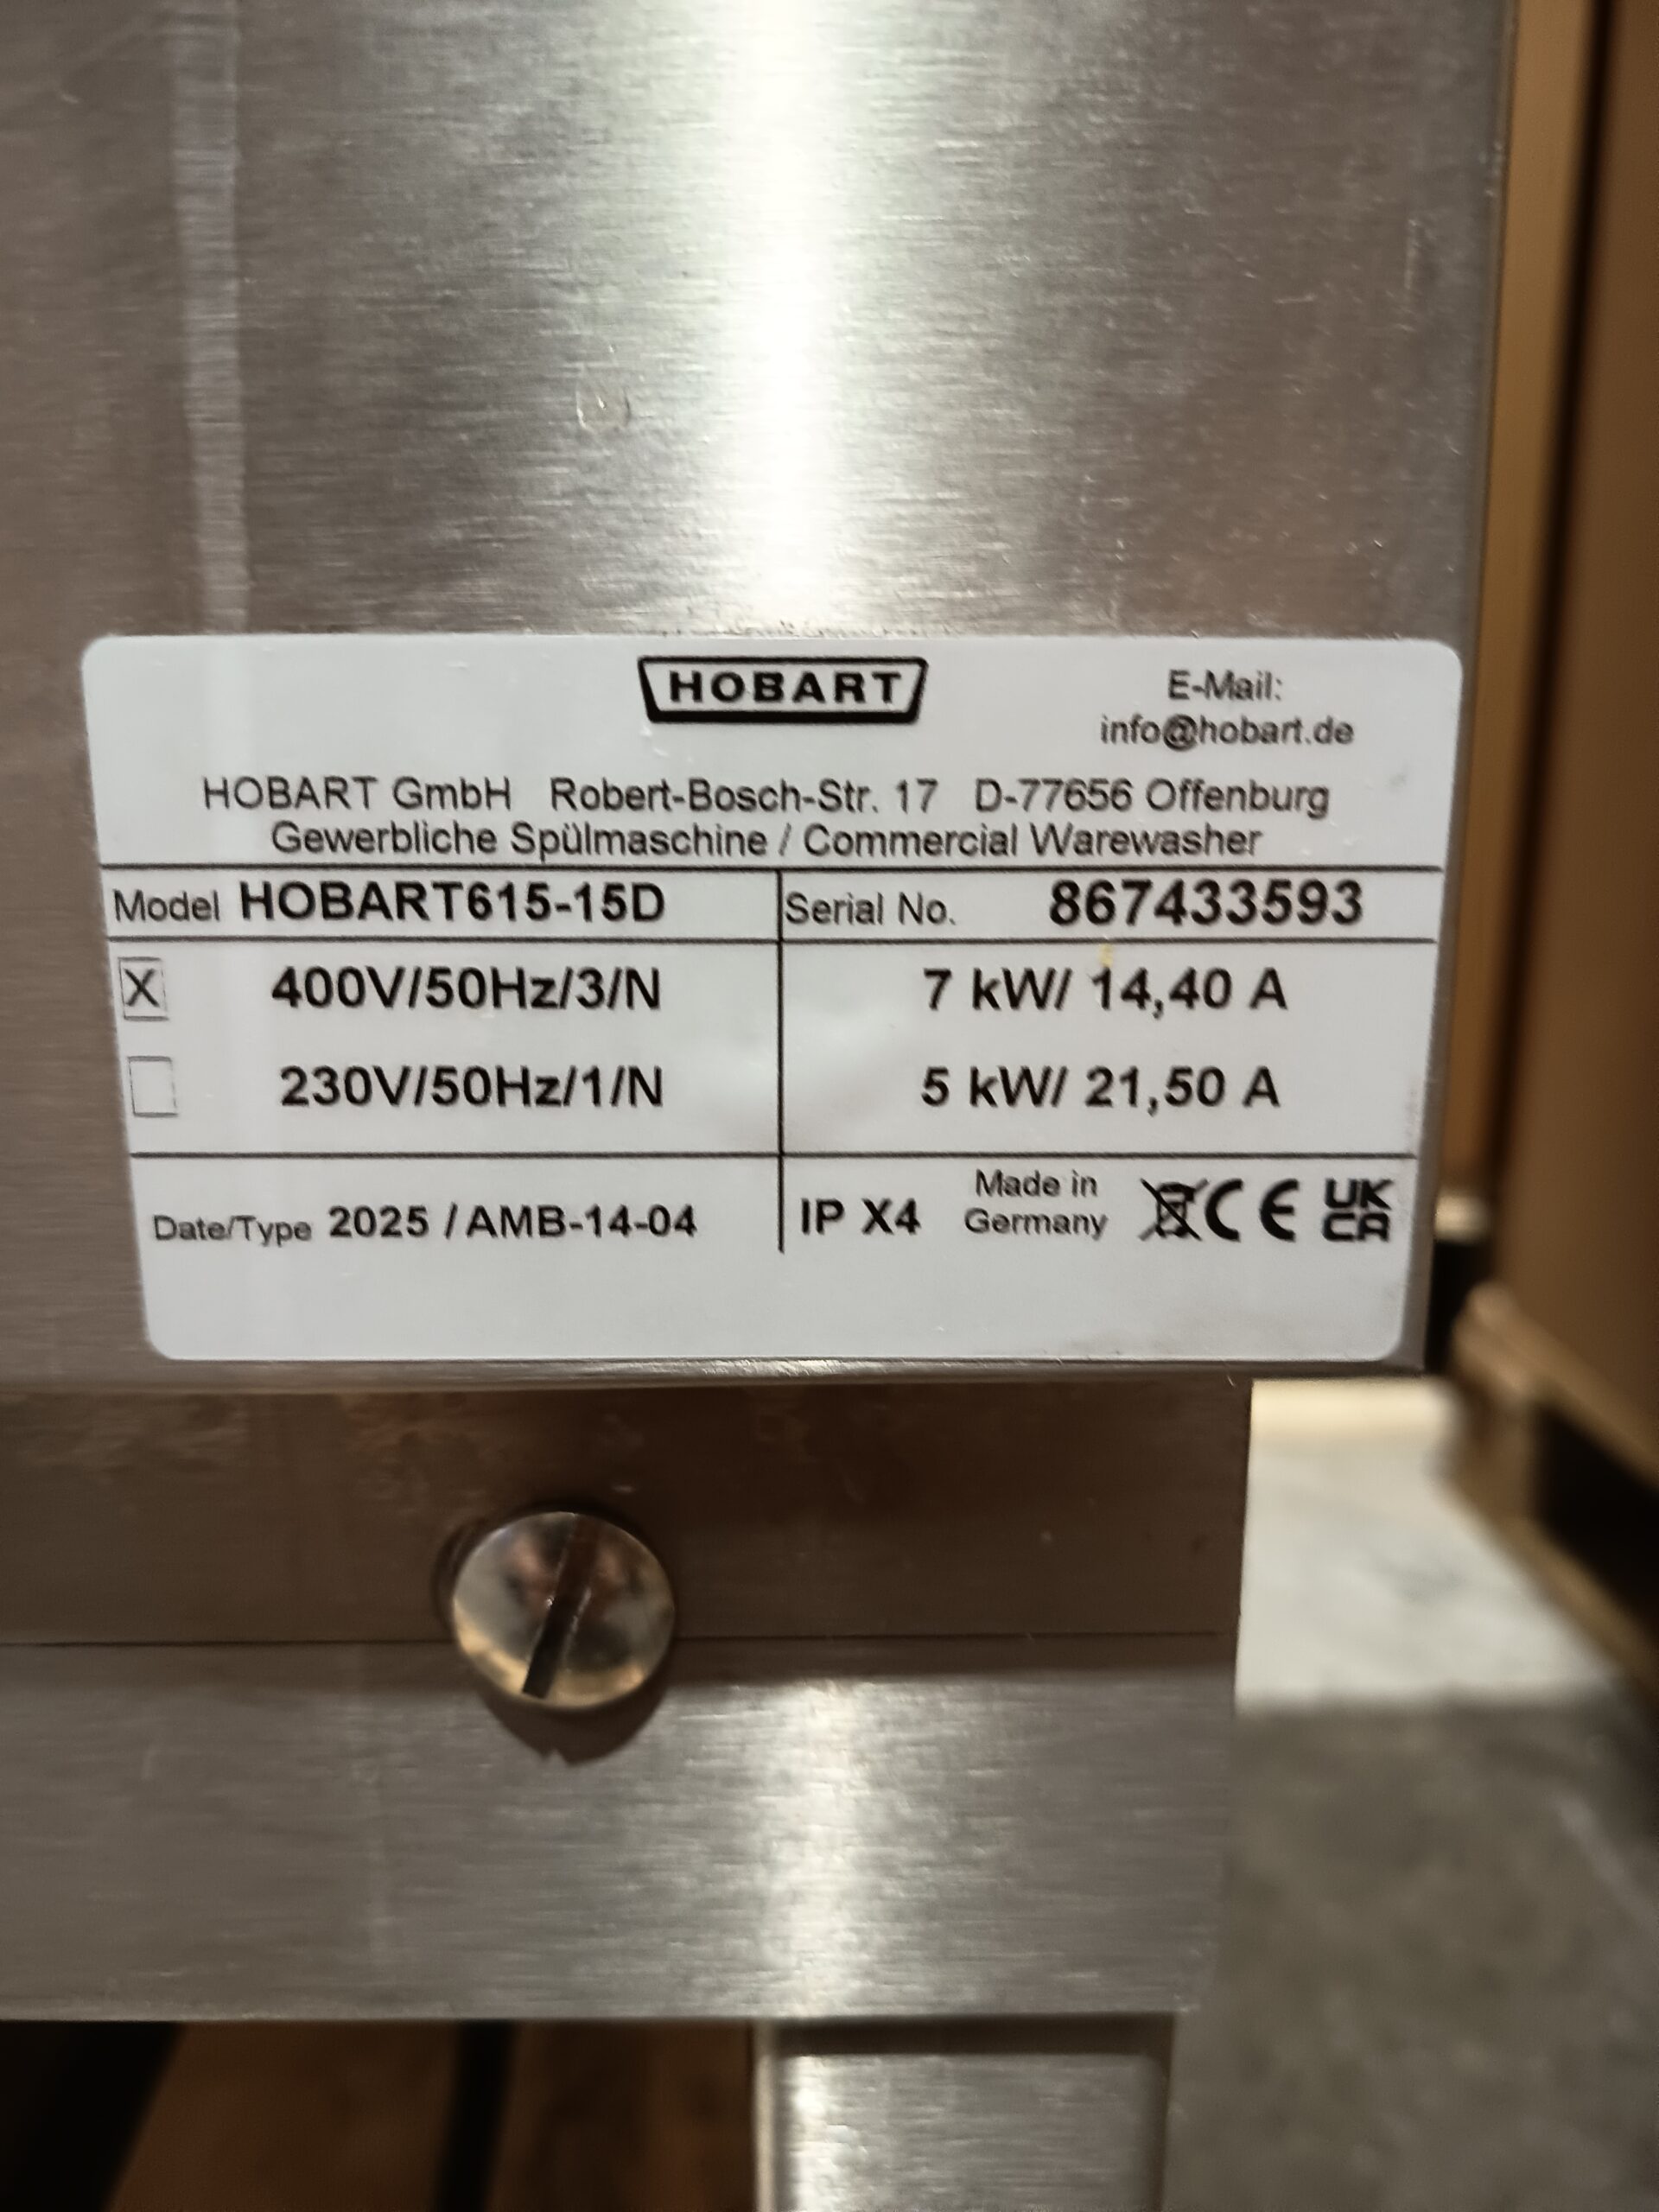 HOBART
E-Mail:
info@hobart.de
HOBART GmbH Robert-Bosch-Str. 17 D-77656 Offenburg
Gewerbliche Spülmaschine / Commercial Warewasher
Model HOBART615-15D Serial No. 867433593
X 400V/50Hz/3/N 7 kW/ 14,40 A
230V/50Hz/1/N 5 kW/ 21,50 A
Date/Type 2025 / AMB-14-04 IP X4 Made in Germany CE UKCA